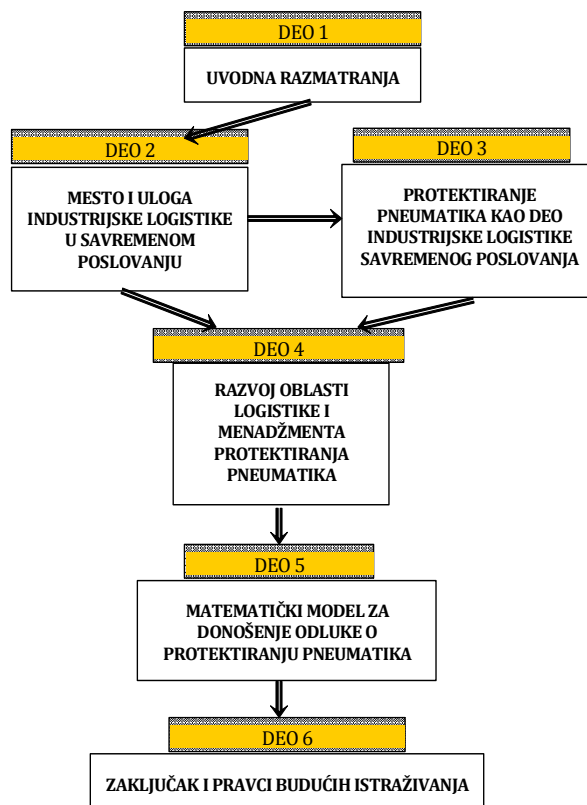 DEO 1
UVODNA RAZMATRANJA
DEO 2
MESTO I ULOGA
INDUSTRIJSKE LOGISTIKE
U SAVREMENOM
POSLOVANJU
DEO 3
PROTEKTIRANJE
PNEUMATIKA KAO DEO
INDUSTRIJSKE LOGISTIKE
SAVREMENOG POSLOVANJA
DEO 4
RAZVOJ OBLASTI
LOGISTIKE I
MENADŽMENTA
PROTEKTIRANJA
PNEUMATIKA
DEO 5
MATEMATIČKI MODEL ZA
DONOŠENJE ODLUKE O
PROTEKTIRANJU PNEUMATIKA
DEO 6
ZAKLJUČAK I PRAVCI BUDUĆIH ISTRAŽIVANJA